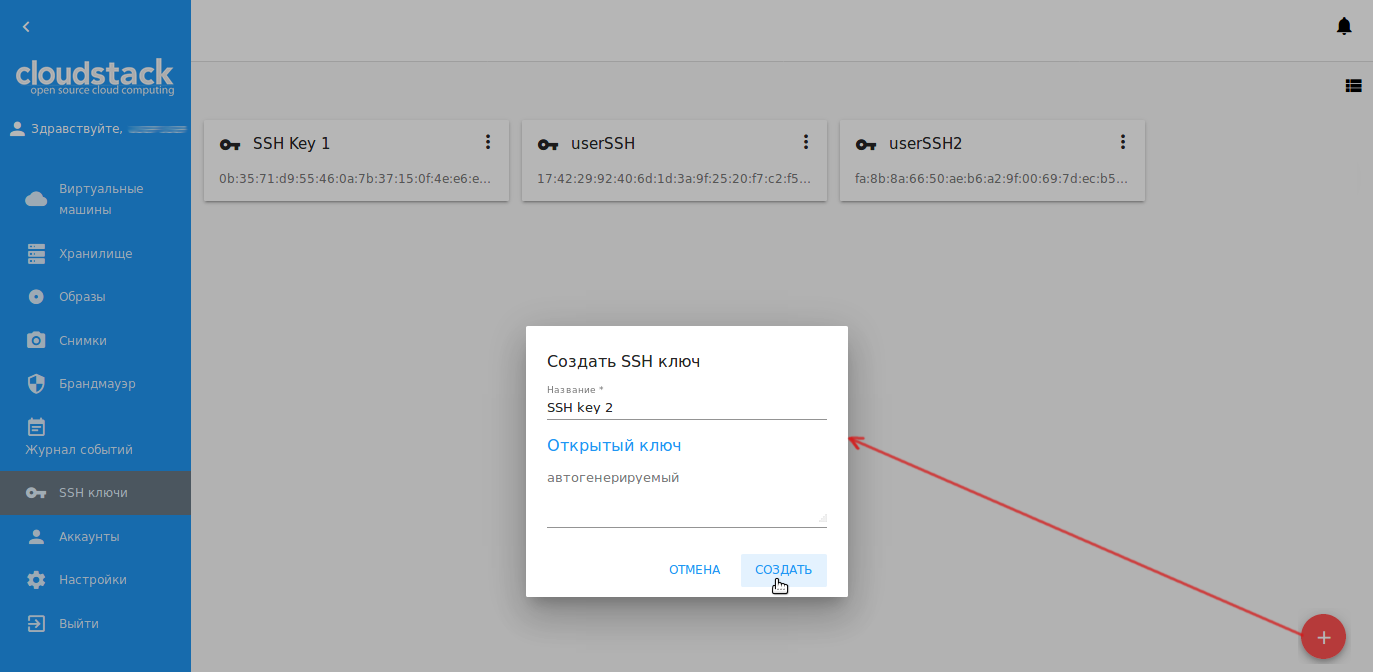 cloudstack
open source cloud computing
Здравствуйте,
Виртуальные
машины
Хранилище
Образы
Снимки
Брандмауэр
Журнал событий
SSH ключи
Аккаунты
Настройки
Выйти
SSH Key 1
0b:35:71:d9:55:46:0a:7b:37:15:0f:4e:e6:e...
userSSH
17:42:29:92:40:6d:1d:3a:9f:25:20:f7:c2:f5...
userSSH2
fa:8b:8a:66:50:ae:b6:a2:9f:00:69:7d:ec:b5...
Создать SSH ключ
Название *
SSH key 2
Открытый ключ
автогенерируемый
ОТМЕНА СОЗДАТЬ